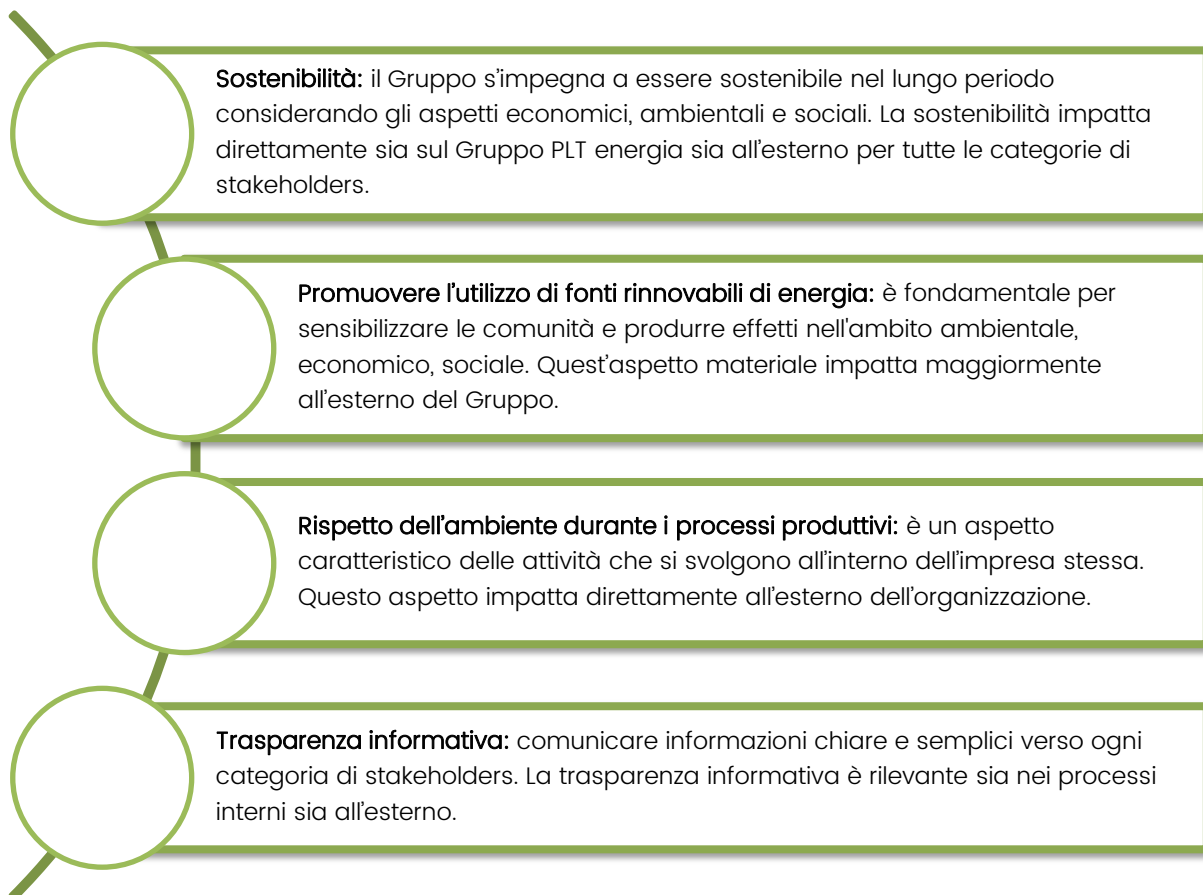 Sostenibilità: il Gruppo s’impegna a essere sostenibile nel lungo periodo
considerando gli aspetti economici, ambientali e sociali. La sostenibilità impatta
direttamente sia sul Gruppo PLT energia sia all’esterno per tutte le categorie di
stakeholders.
Promuovere l’utilizzo di fonti rinnovabili di energia: è fondamentale per
sensibilizzare le comunità e produrre effetti nell'ambito ambientale,
economico, sociale. Quest’aspetto materiale impatta maggiormente
all’esterno del Gruppo.
Rispetto dell’ambiente durante i processi produttivi: è un aspetto
caratteristico delle attività che si svolgono all’interno dell’impresa stessa.
Questo aspetto impatta direttamente all’esterno dell’organizzazione.
Trasparenza informativa: comunicare informazioni chiare e semplici verso ogni
categoria di stakeholders. La trasparenza informativa è rilevante sia nei processi
interni sia all’esterno.